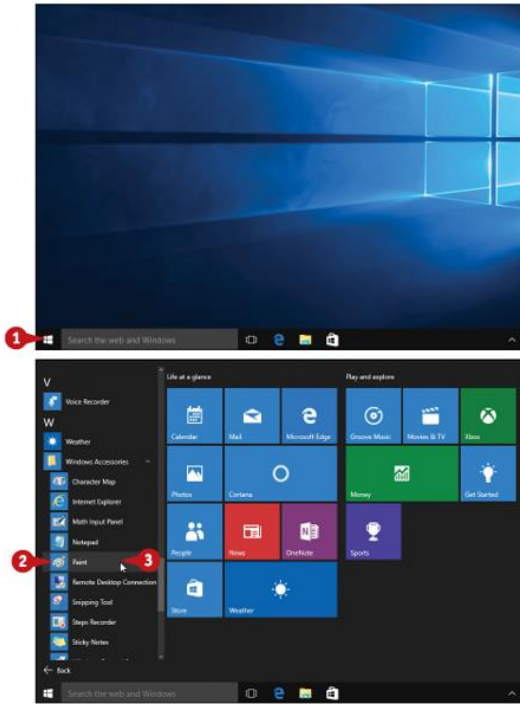 1
Search the web and Windows
V
Voice Recorder
W
Weather
Windows Accessories
Character Map
Internet Explorer
Math Input Panel
Notepad
2 Paint 3
Remote Desktop Connection
Snipping Tool
Steps Recorder
Sticky Notes
Back
Life at a glance
Calendar
Mail
Microsoft Edge
Photos
Cortana
People
News
OneNote
Store
Weather
Play and explore
Groove Music
Movies & TV
Xbox
Money
Get Started
Sports
Search the web and Windows